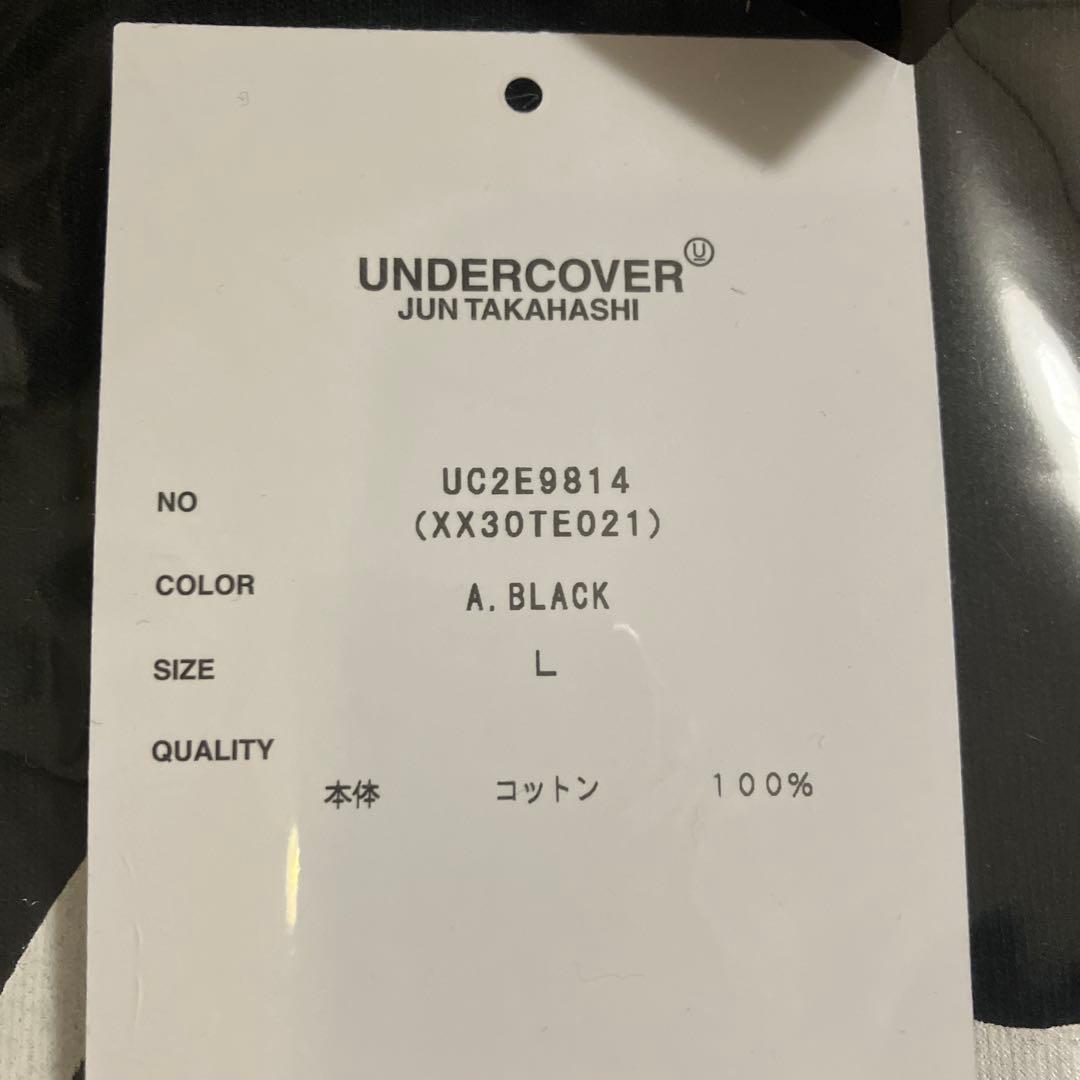 UNDERCOVER Ⓤ
JUN TAKAHASHI
NO UC2E9814
(XX30TE021)
COLOR A.BLACK
SIZE L
QUALITY
本体 コットン 100%